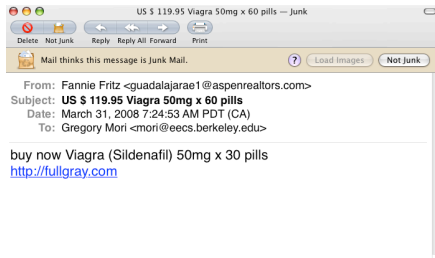 US $ 119.95 Viagra 50mg x 60 pills — Junk
Delete Not Junk Reply Reply All Forward Print
Mail thinks this message is Junk Mail. ? Load Images Not Junk
From: Fannie Fritz <guadalajarae1@aspenrealtors.com>
Subject: US $ 119.95 Viagra 50mg x 60 pills
Date: March 31, 2008 7:24:53 AM PDT (CA)
To: Gregory Mori <mori@eecs.berkeley.edu>
buy now Viagra (Sildenafil) 50mg x 30 pills
http://fullgray.com